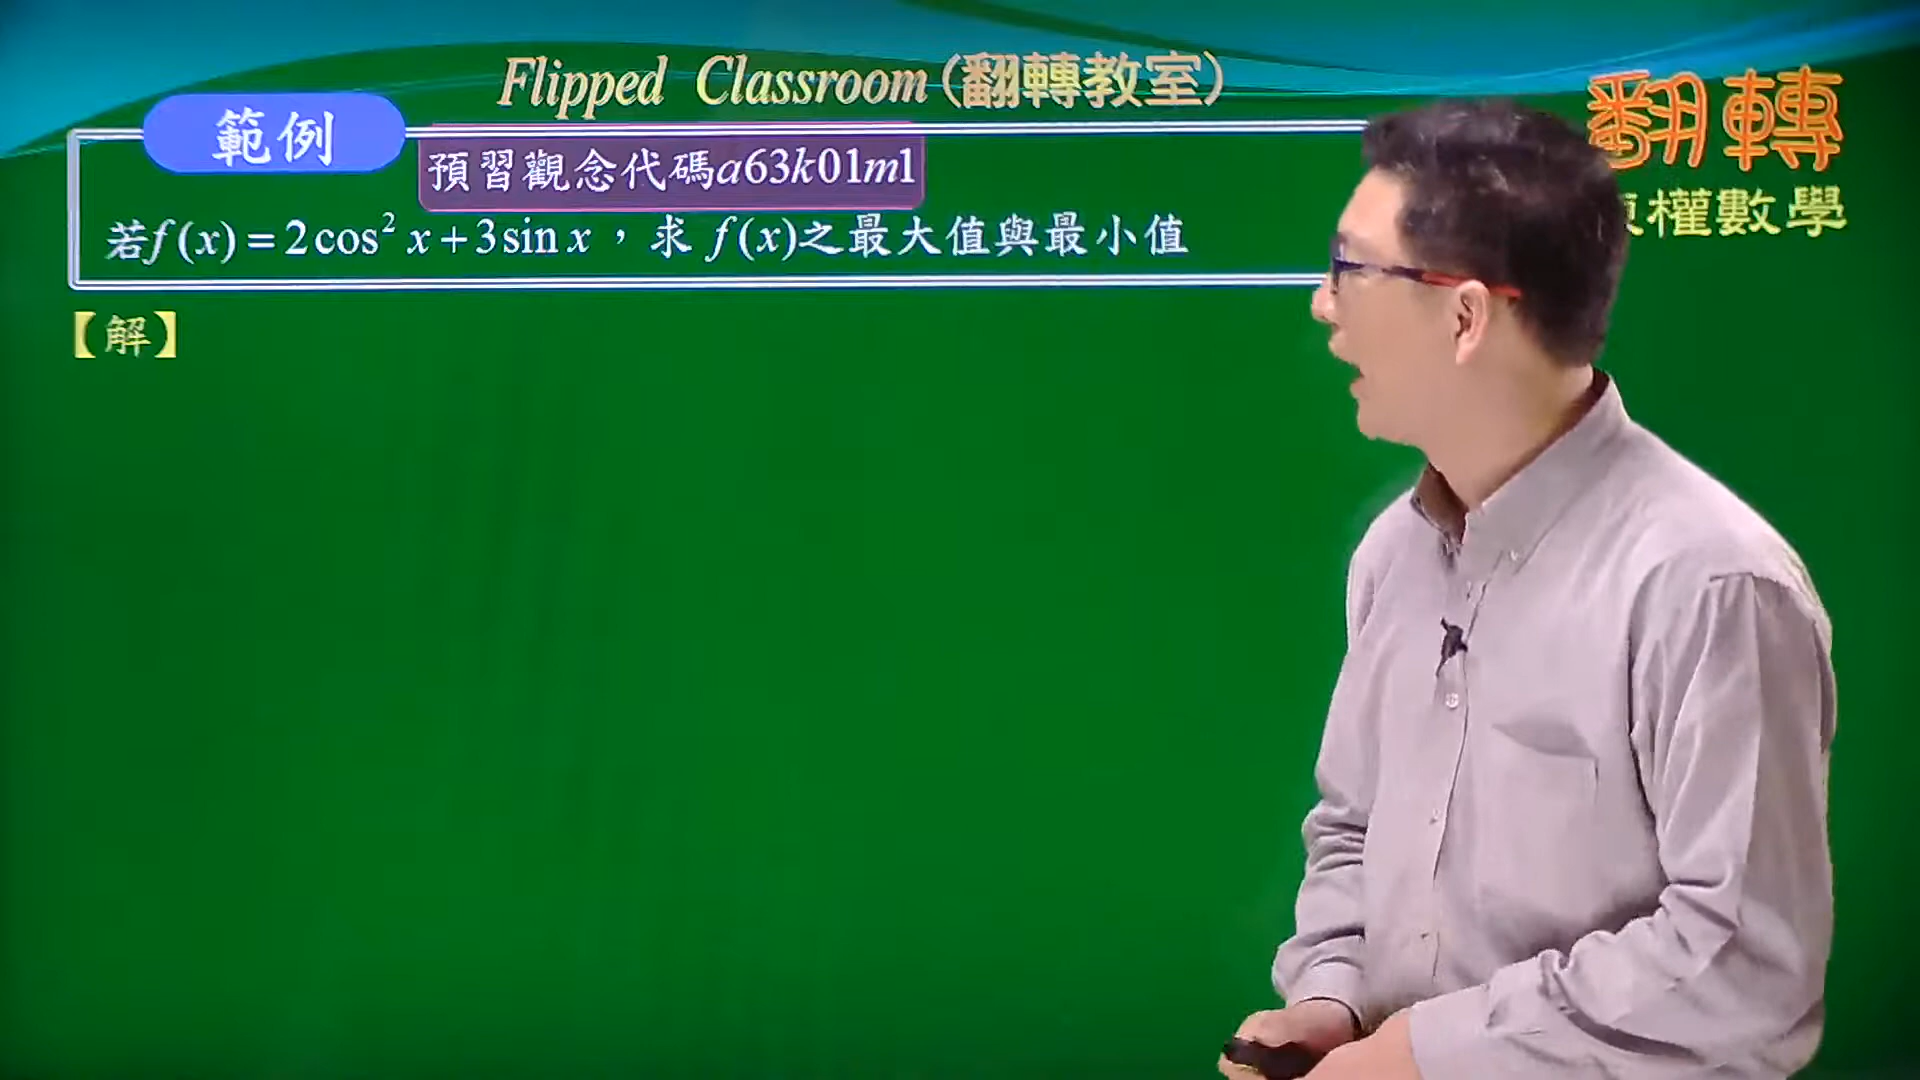 Flipped Classroom(翻轉教室)
翻轉
範例
預習觀念代碼a63k01m1
權數學
若f(x)=2cos² x+3sin x,求 f(x)之最大值與最小值
【解】